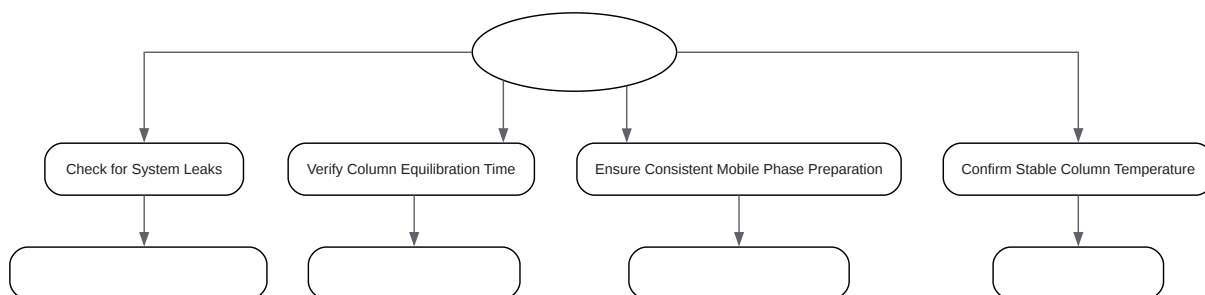 Check for System Leaks
Verify Column Equilibration Time
Ensure Consistent Mobile Phase Preparation
Confirm Stable Column Temperature